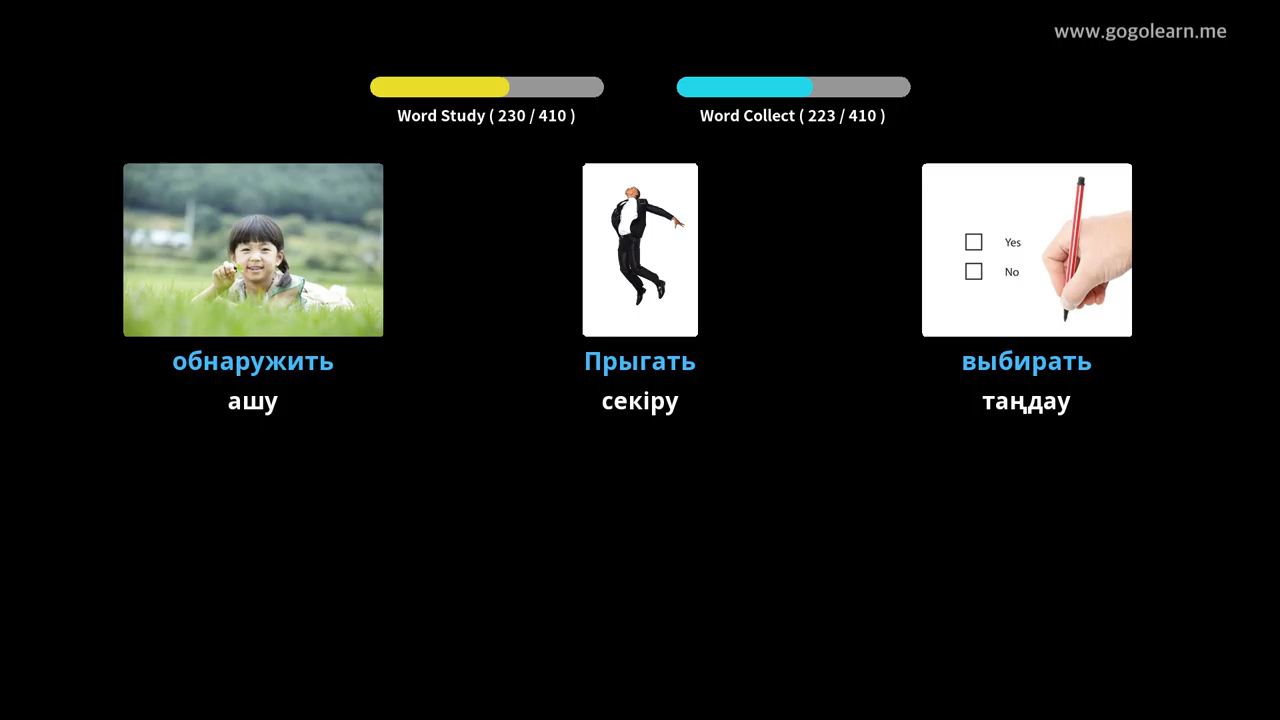 www.gogolearn.me
Word Study ( 230 / 410 )
Word Collect ( 223 / 410 )
Yes
No
обнаружить
Прыгать
выбирать
ашу
секіру
таңдау